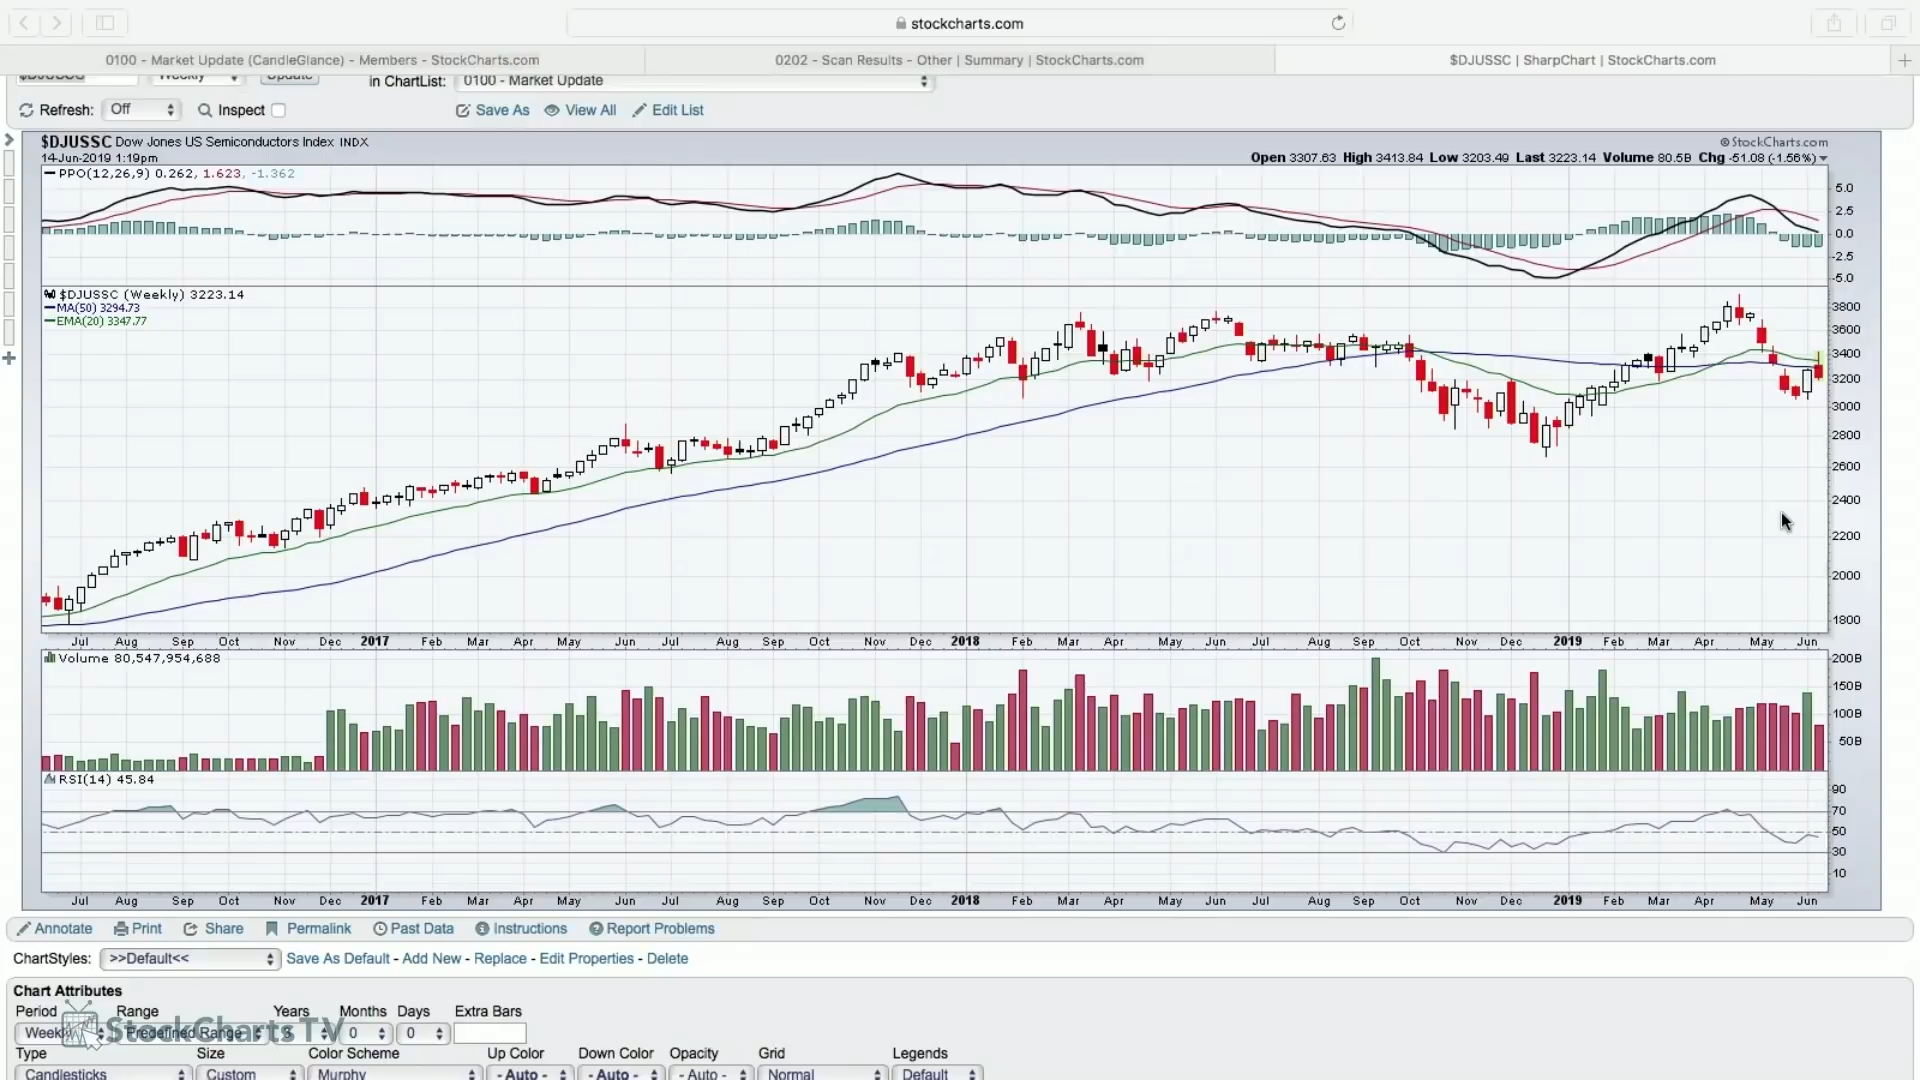 stockcharts.com
0100 - Market Update (CandleGlance) - Members - StockCharts.com
0202 - Scan Results - Other | Summary | StockCharts.com
$DJUSSC | SharpChart | StockCharts.com
$DJUSSC Weekly Update in ChartList: 0100 - Market Update
Refresh: Off Inspect Save As View All Edit List
$DJUSSC Dow Jones US Semiconductors Index INDX
© StockCharts.com
14-Jun-2019 1:19pm
Open 3307.63 High 3413.84 Low 3203.49 Last 3223.14 Volume 80.5B Chg -51.08 (-1.56%)
PPO(12,26,9) 0.262, 1.623, -1.362
5.0
2.5
0.0
-2.5
-5.0
$DJUSSC (Weekly) 3223.14
MA(50) 3294.73
EMA(20) 3347.77
3800
3600
3400
3200
3000
2800
2600
2400
2200
2000
1800
Jul Aug Sep Oct Nov Dec 2017 Feb Mar Apr May Jun Jul Aug Sep Oct Nov Dec 2018 Feb Mar Apr May Jun Jul Aug Sep Oct Nov Dec 2019 Feb Mar Apr May Jun
Volume 80,547,954,688
200B
150B
100B
50B
RSI(14) 45.84
90
70
50
30
10
Jul Aug Sep Oct Nov Dec 2017 Feb Mar Apr May Jun Jul Aug Sep Oct Nov Dec 2018 Feb Mar Apr May Jun Jul Aug Sep Oct Nov Dec 2019 Feb Mar Apr May Jun
Annotate Print Share Permalink Past Data Instructions Report Problems
ChartStyles: >>Default<< Save As Default - Add New - Replace - Edit Properties - Delete
Chart Attributes
Period Range Years Months Days Extra Bars
Weekly Predefined Range 3 0 0
StockCharts TV
Type Size Color Scheme Up Color Down Color Opacity Grid Legends
Candlesticks Custom Murphy - Auto - - Auto - - Auto - Normal Default